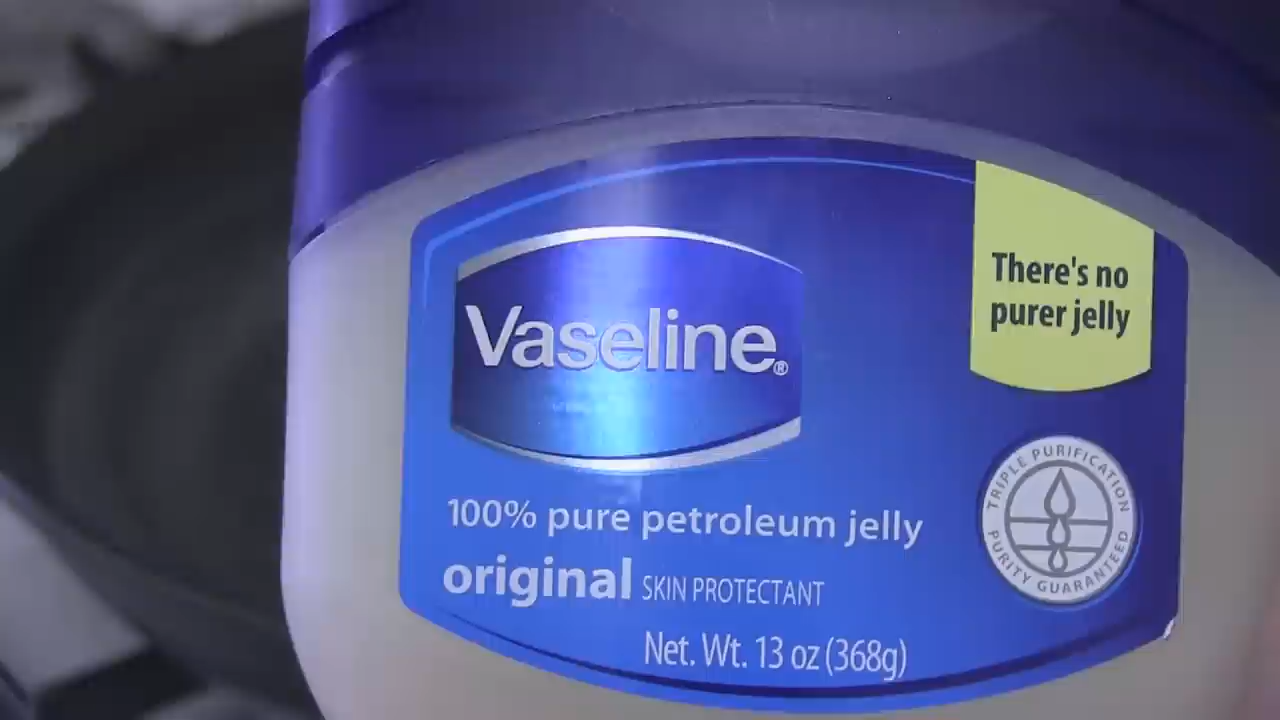 There's no
purer jelly
Vaseline®
TRIPLE PURIFICATION
PURITY GUARANTEED
100% pure petroleum jelly
original SKIN PROTECTANT
Net. Wt. 13 oz (368g)